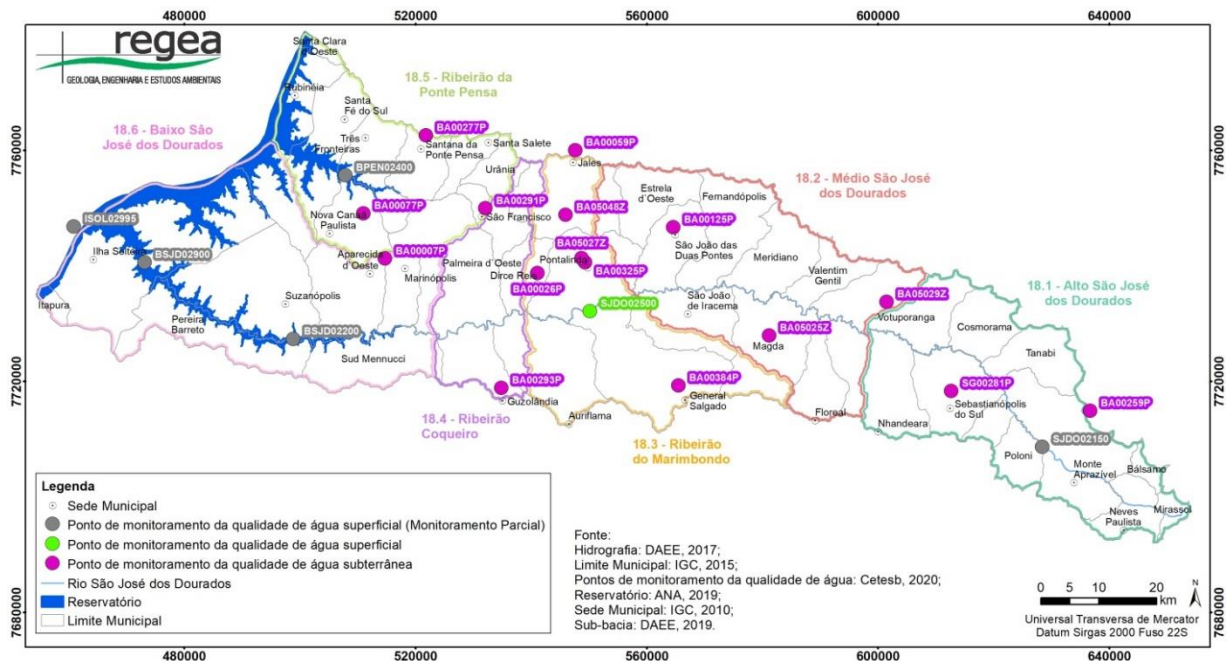 480000
520000
560000
600000
640000
regea
GEOLOGIA, ENGENHARIA E ESTUDOS AMBIENTAIS
Santa Clara
d'Oeste
18.5 - Ribeirão da
Ponte Pensa
Rubinéia
Santa
Fé do Sul
Três
Fronteiras
BA00277P
Santana da
Ponte Pensa
Santa Salete
Urânia
BA00059P
Jales
7760000
7760000
18.6 - Baixo São
José dos Dourados
BPEN02400
18.2 - Médio São José
dos Dourados
Estrela
d'Oeste
Fernandópolis
BA00077P
BA00291P
São Francisco
BA05048Z
BA00125P
São João das
Duas Pontes
ISOL02995
Nova Canaã
Paulista
Ilha Solteira
BSJD02900
BA00007P
Aparecida
d'Oeste
Marinópolis
Palmeira d'Oeste
Dirce Reis
BA05027Z
Pontalinda
BA00325P
BA00026P
Meridiano
Valentim
Gentil
18.1 - Alto São José
dos Dourados
Itapura
Suzanápolis
Pereira
Barreto
BSJD02200
SJDO02500
São João
de Iracema
BA05029Z
Votuporanga
Cosmorama
Sud Mennucci
BA05025Z
Magda
Tanabi
7720000
7720000
BA00293P
Guzolândia
BA00384P
General
Salgado
SG00281P
Sebastianópolis
do Sul
BA00259P
18.4 - Ribeirão
Coqueiro
Auriflama
18.3 - Ribeirão
do Marimbondo
Floreal
Nhandeara
SJDO02150
Poloni
Monte
Aprazível
Bálsamo
Mirassol
Neves
Paulista
Legenda
Sede Municipal
Ponto de monitoramento da qualidade de água superficial (Monitoramento Parcial)
Ponto de monitoramento da qualidade de água superficial
Ponto de monitoramento da qualidade de água subterrânea
Rio São José dos Dourados
Reservatório
Limite Municipal
Fonte:
Hidrografia: DAEE, 2017;
Limite Municipal: IGC, 2015;
Pontos de monitoramento da qualidade de água: Cetesb, 2020;
Reservatório: ANA, 2019;
Sede Municipal: IGC, 2010;
Sub-bacia: DAEE, 2019.
0 5 10 20
km
N
Universal Transversa de Mercator
Datum Sirgas 2000 Fuso 22S
7680000
7680000
480000
520000
560000
600000
640000